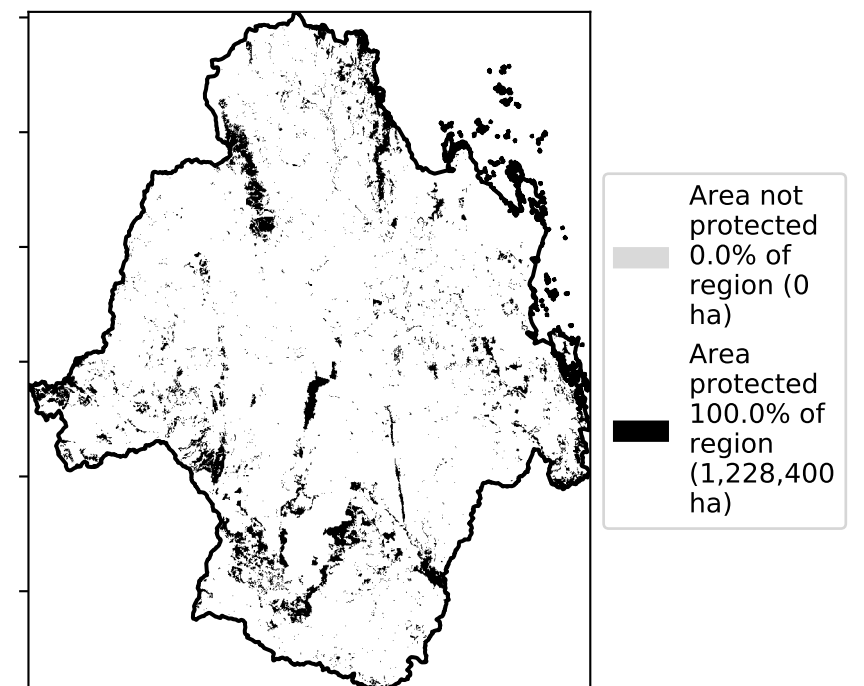 Area not
protected
0.0% of
region (0
ha)
Area
protected
100.0% of
region
(1,228,400
ha)